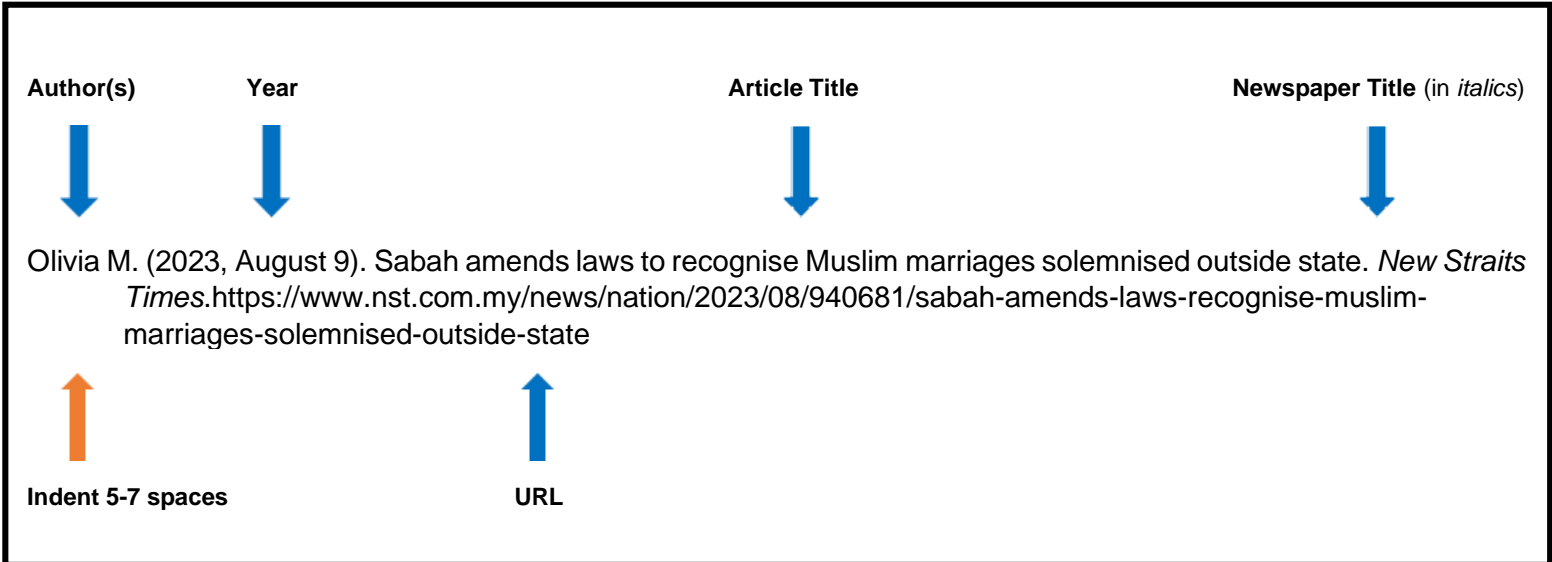 Author(s) Year Article Title Newspaper Title (in italics)
Olivia M. (2023, August 9). Sabah amends laws to recognise Muslim marriages solemnised outside state. New Straits
Times.https://www.nst.com.my/news/nation/2023/08/940681/sabah-amends-laws-recognise-muslim-
marriages-solemnised-outside-state
Indent 5-7 spaces URL